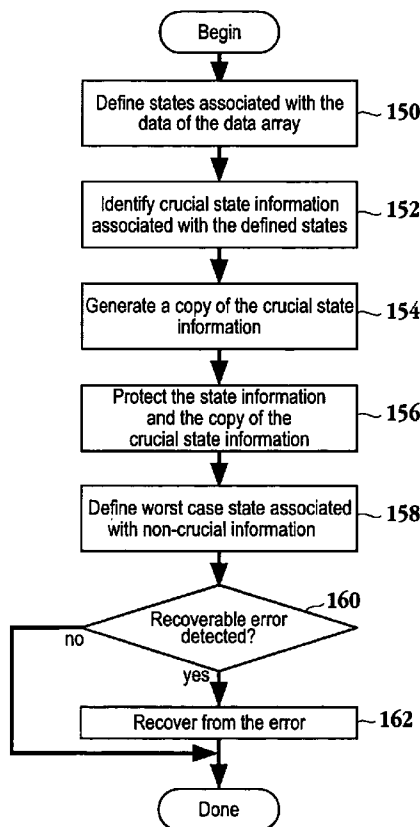 Begin
Define states associated with the
data of the data array
150
Identify crucial state information
associated with the defined states
152
Generate a copy of the crucial state
information
154
Protect the state information
and the copy of the
crucial state information
156
Define worst case state associated
with non-crucial information
158
160
Recoverable error
detected?
no
yes
Recover from the error
162
Done